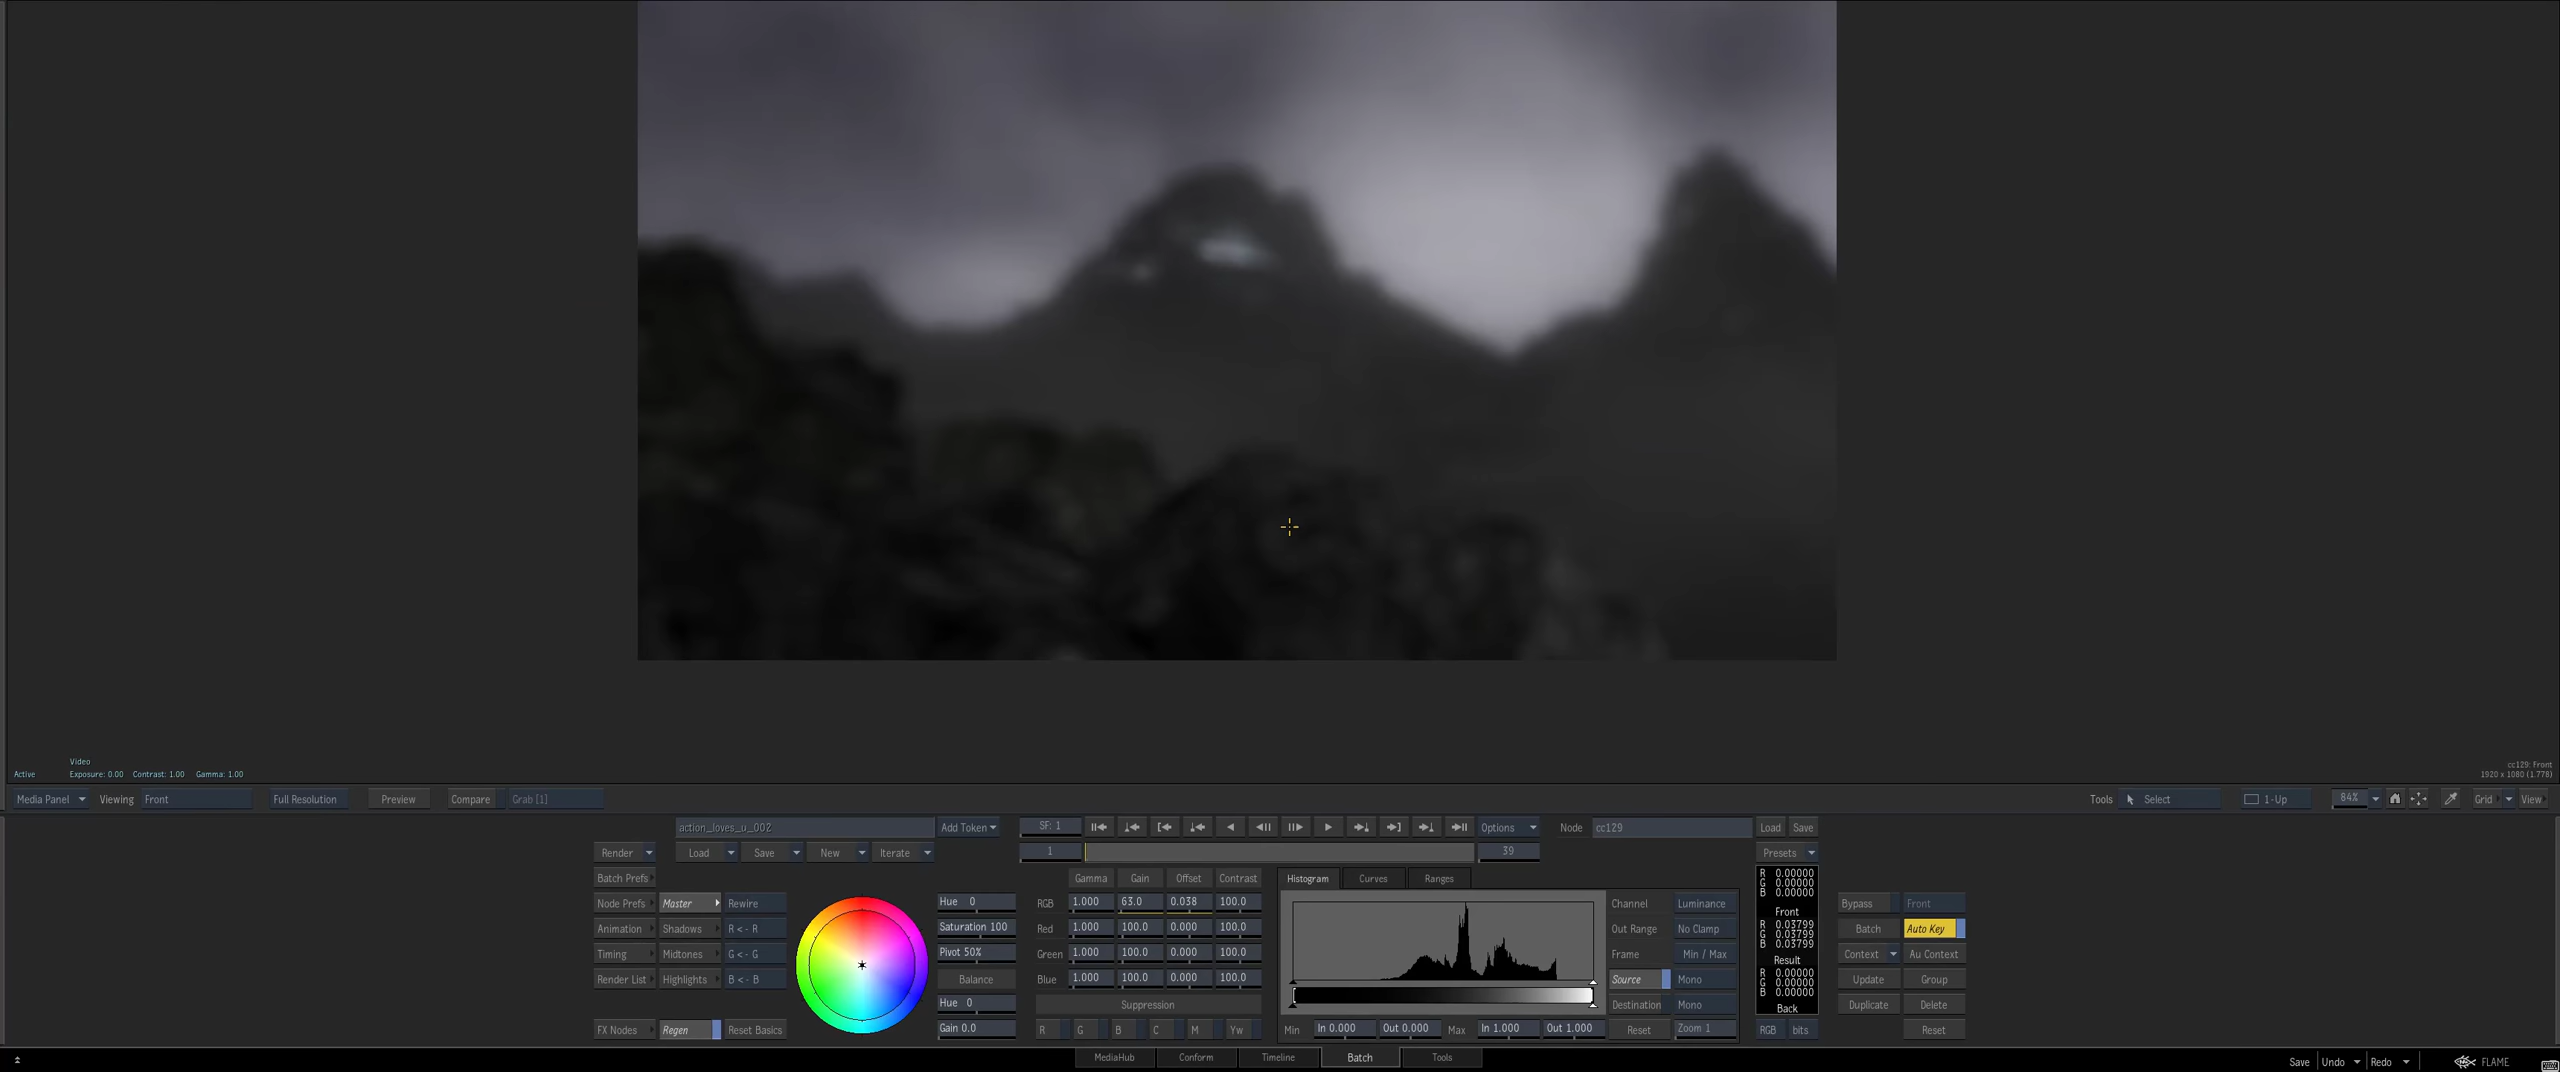 Video
Active Exposure: 0.00 Contrast: 1.00 Gamma: 1.00
cc129: Front
1920 x 1080 (1.778)
Media Panel Viewing Front Full Resolution Preview Compare Grab [1] Tools Select 1-Up 84% Grid View
action_loves_u_002 Add Token SF: 1 Options Node cc129 Load Save
Render Load Save New Iterate 1 39 Presets
Batch Prefs Gamma Gain Offset Contrast Histogram Curves Ranges
R 0.00000
G 0.00000
B 0.00000
Node Prefs Master Rewire Hue 0 RGB 1.000 63.0 0.038 100.0 Channel Luminance Front Bypass Front
Animation Shadows R <- R Saturation 100 Red 1.000 100.0 0.000 100.0 Out Range No Clamp Batch Auto Key
R 0.03799
G 0.03799
B 0.03799
Timing Midtones G <- G Pivot 50% Green 1.000 100.0 0.000 100.0 Frame Min / Max Result Context Au Context
Render List Highlights B <- B Balance Blue 1.000 100.0 0.000 100.0 Source Mono Update Group
R 0.00000
G 0.00000
B 0.00000
Hue 0 Suppression Destination Mono Back Duplicate Delete
FX Nodes Regen Reset Basics Gain 0.0 R G B C M Yw Min In 0.000 Out 0.000 Max In 1.000 Out 1.000 Reset Zoom 1 RGB bits Reset
MediaHub Conform Timeline Batch Tools Save Undo Redo FLAME